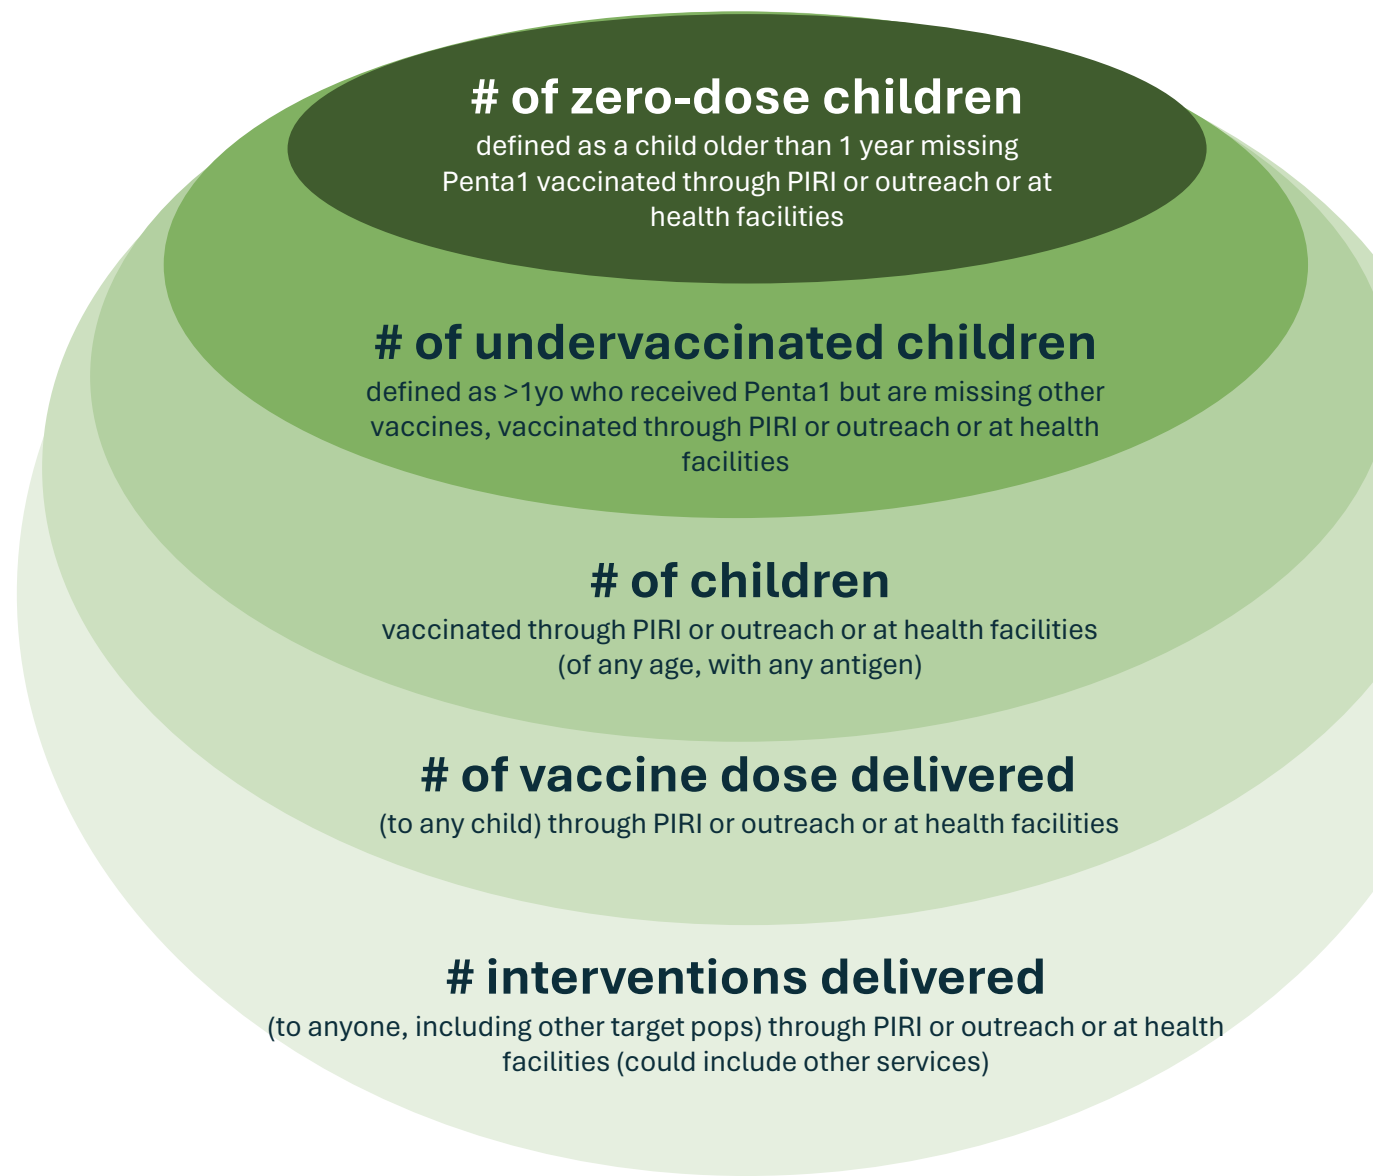 # of zero-dose children
defined as a child older than 1 year missing
Penta1 vaccinated through PIRI or outreach or at
health facilities
# of undervaccinated children
defined as >1yo who received Penta1 but are missing other
vaccines, vaccinated through PIRI or outreach or at health
facilities
# of children
vaccinated through PIRI or outreach or at health facilities
(of any age, with any antigen)
# of vaccine dose delivered
(to any child) through PIRI or outreach or at health facilities
# interventions delivered
(to anyone, including other target pops) through PIRI or outreach or at health
facilities (could include other services)